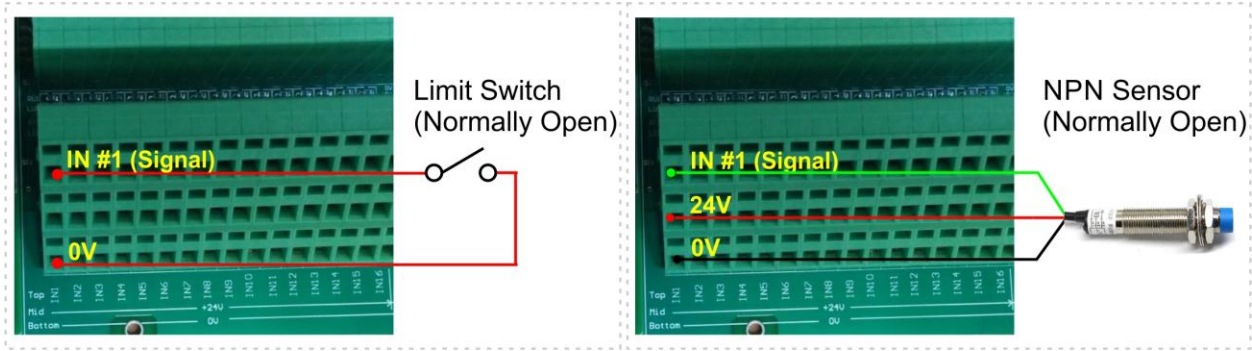 Limit Switch
(Normally Open)
IN #1 (Signal)
0V
Top IN1 IN2 IN3 IN4 IN5 IN6 IN7 IN8 IN9 IN10 IN11 IN12 IN13 IN14 IN15 IN16
Mid +24V
Bottom 0V
NPN Sensor
(Normally Open)
IN #1 (Signal)
24V
0V
Top IN1 IN2 IN3 IN4 IN5 IN6 IN7 IN8 IN9 IN10 IN11 IN12 IN13 IN14 IN15 IN16
Mid +24V
Bottom 0V